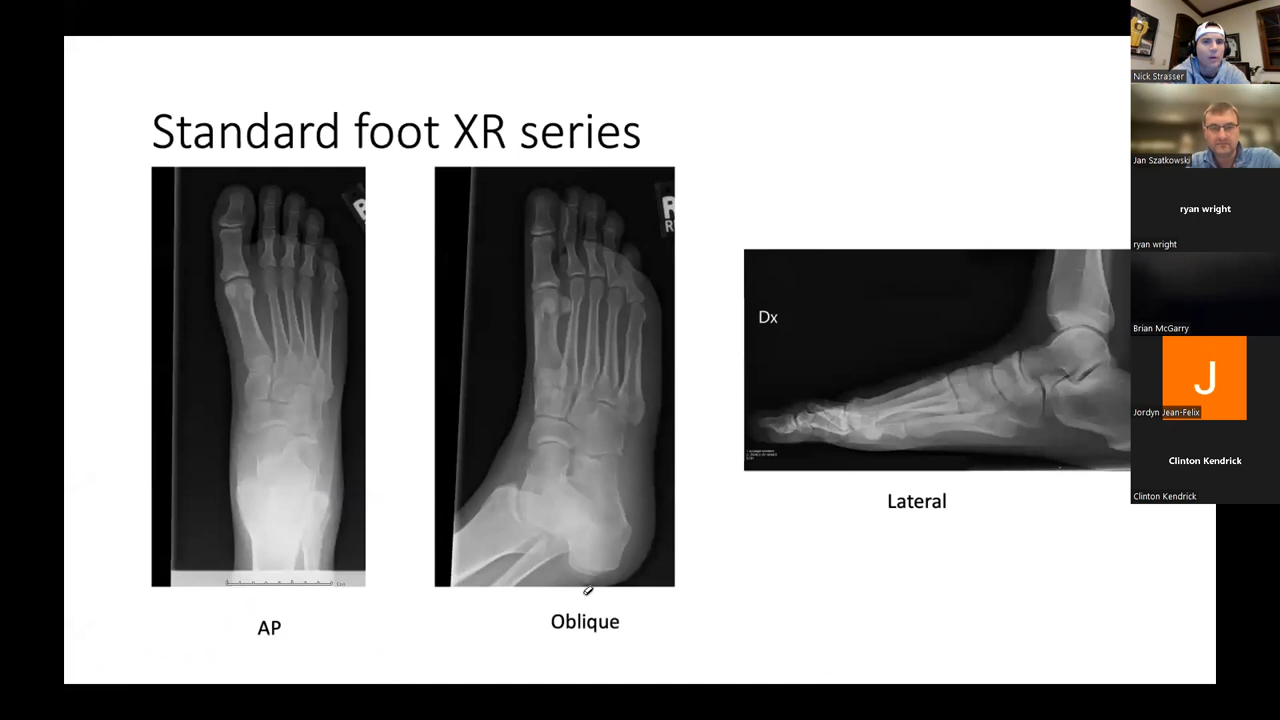 Standard foot XR series
R
R
RI
Dx
Lateral
AP
Oblique
Nick Strasser
Jan Szatkowski
ryan wright
ryan wright
Brian McGarry
J
Jordyn Jean-Felix
Clinton Kendrick
Clinton Kendrick